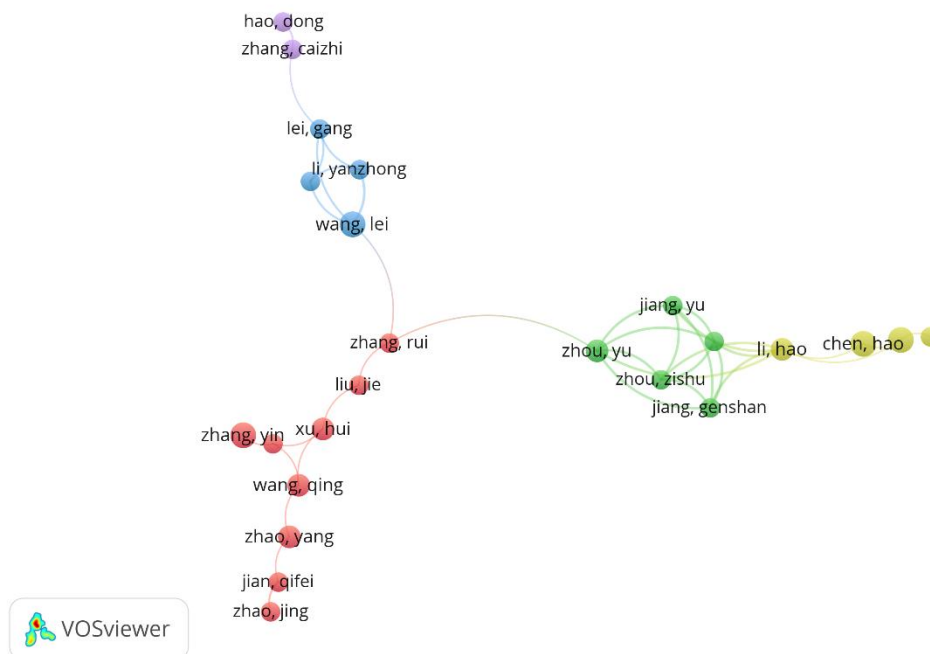 hao, dong
zhang, caizhi
lei, gang
li, yanzhong
wang, lei
jiang, yu
zhang, rui
zhou, yu
li, hao
chen, hao
liu, jie
zhou, zishu
jiang, genshan
zhang, yin
xu, hui
wang, qing
zhao, yang
jian, qifei
zhao, jing
VOSviewer